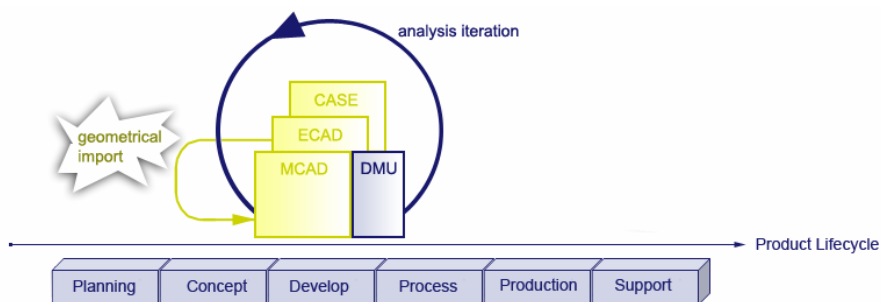 analysis iteration
CASE
geometrical
import
ECAD
MCAD
DMU
Product Lifecycle
Planning
Concept
Develop
Process
Production
Support